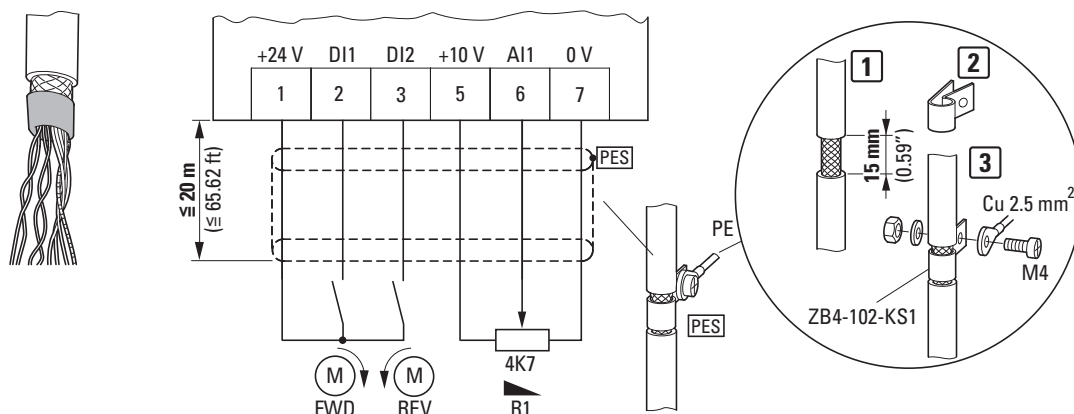 +24 V DI1 DI2 +10 V AI1 0 V
1 2 3 5 6 7
≦ 20 m
(≦ 65.62 ft)
PES
4K7
M M
FWD REV
R1
PE
PES
1
2
15 mm
(0.59")
3
Cu 2.5 mm²
M4
ZB4-102-KS1